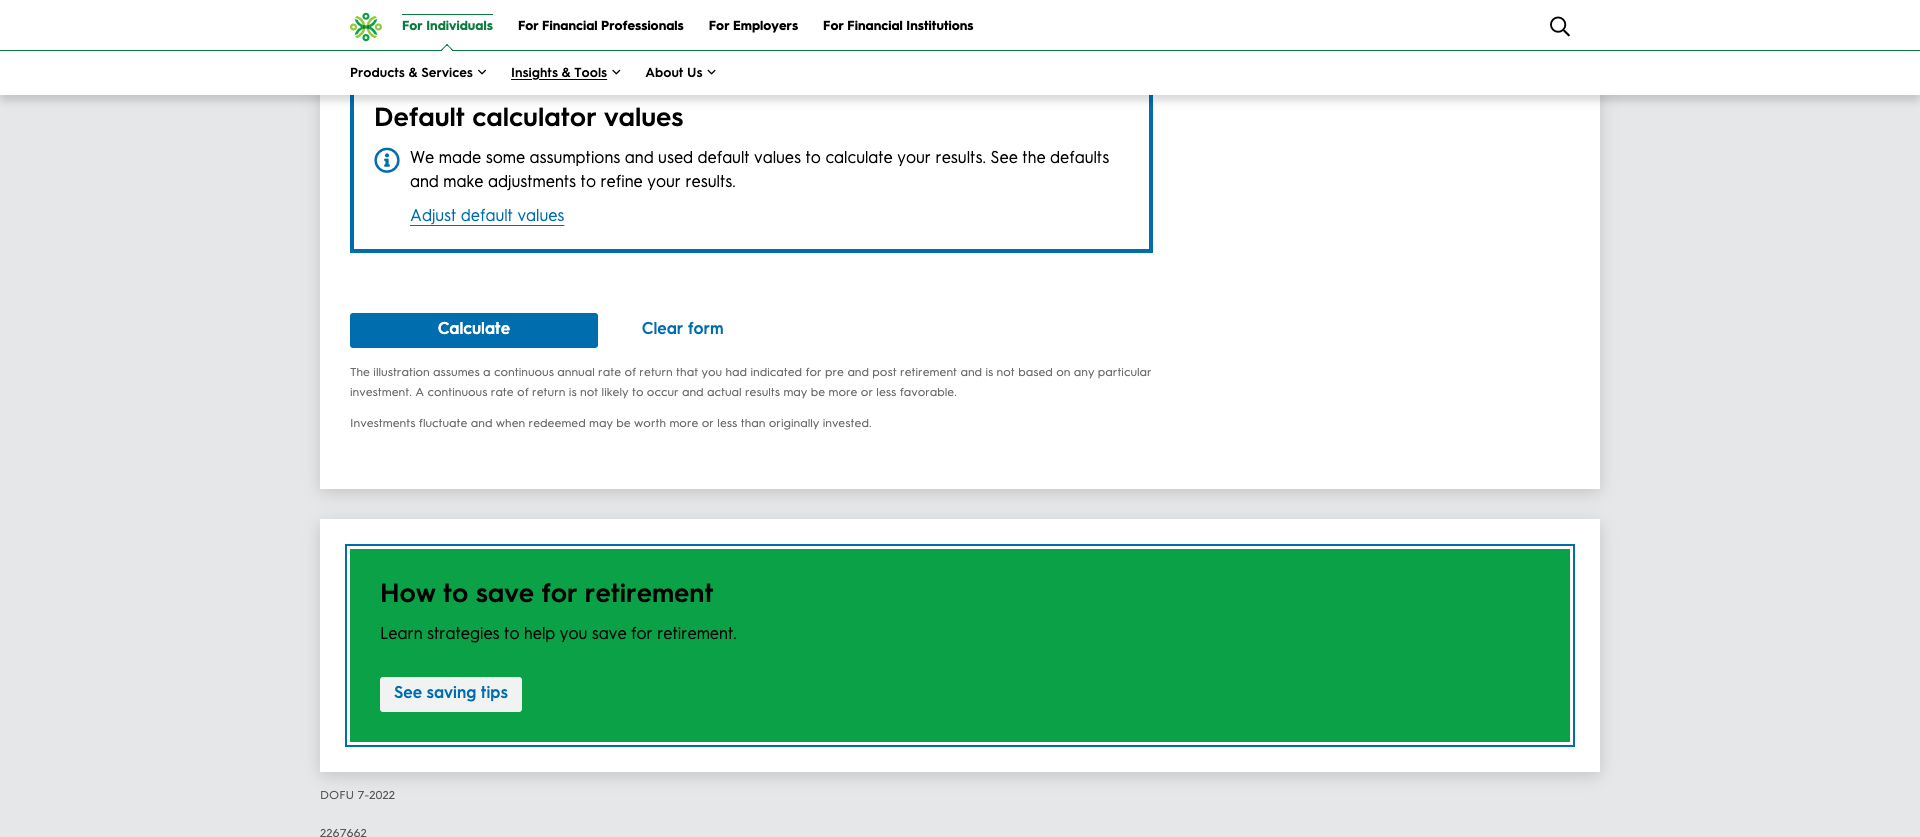 For Individuals
For Financial Professionals
For Employers
For Financial Institutions
Products & Services
Insights & Tools
About Us
Default calculator values
We made some assumptions and used default values to calculate your results. See the defaults
and make adjustments to refine your results.
Adjust default values
Calculate
Clear form
The illustration assumes a continuous annual rate of return that you had indicated for pre and post retirement and is not based on any particular
investment. A continuous rate of return is not likely to occur and actual results may be more or less favorable.
Investments fluctuate and when redeemed may be worth more or less than originally invested.
How to save for retirement
Learn strategies to help you save for retirement.
See saving tips
DOFU 7-2022
2267662